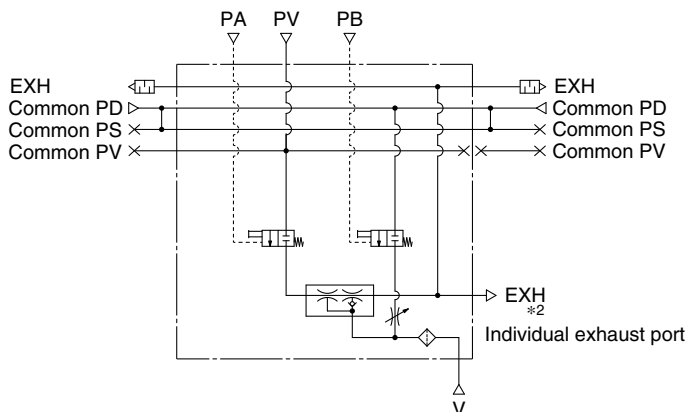 PA PV PB
EXH EXH
Common PD Common PD
Common PS Common PS
Common PV Common PV
EXH
*2
Individual exhaust port
V